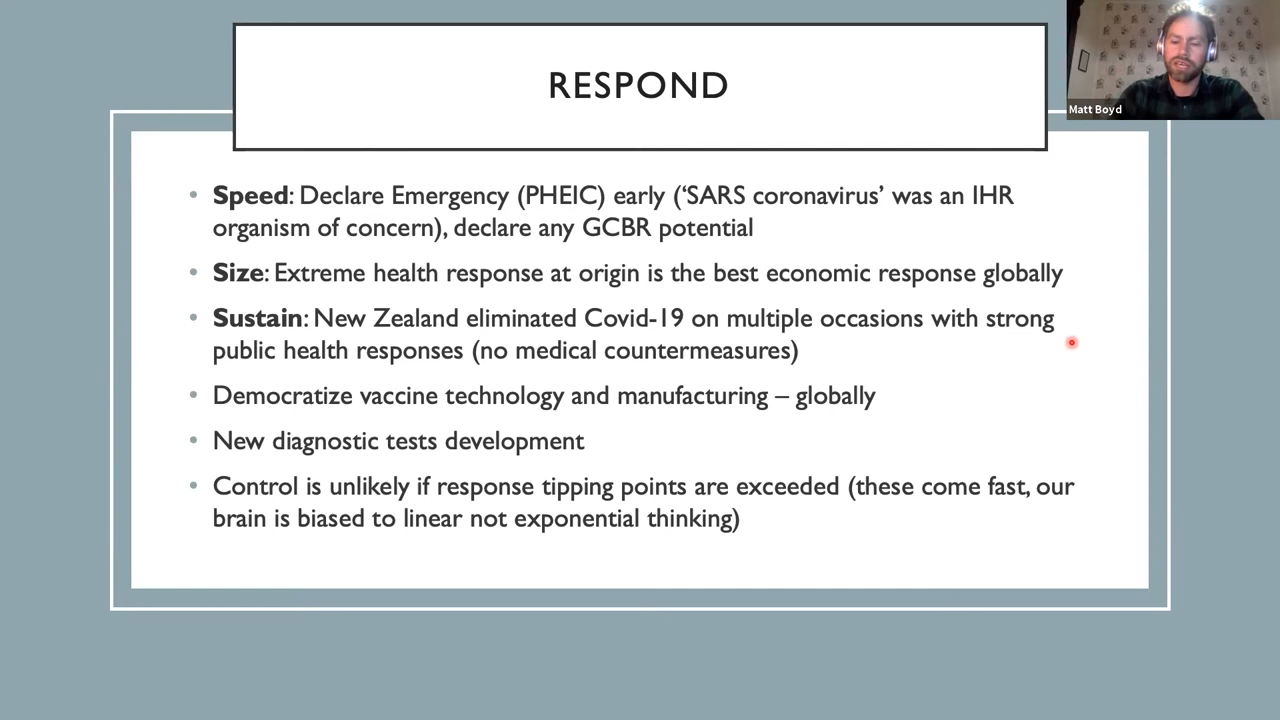 RESPOND
Matt Boyd
• Speed: Declare Emergency (PHEIC) early (‘SARS coronavirus’ was an IHR
organism of concern), declare any GCBR potential
• Size: Extreme health response at origin is the best economic response globally
• Sustain: New Zealand eliminated Covid-19 on multiple occasions with strong
public health responses (no medical countermeasures)
• Democratize vaccine technology and manufacturing – globally
• New diagnostic tests development
• Control is unlikely if response tipping points are exceeded (these come fast, our
brain is biased to linear not exponential thinking)